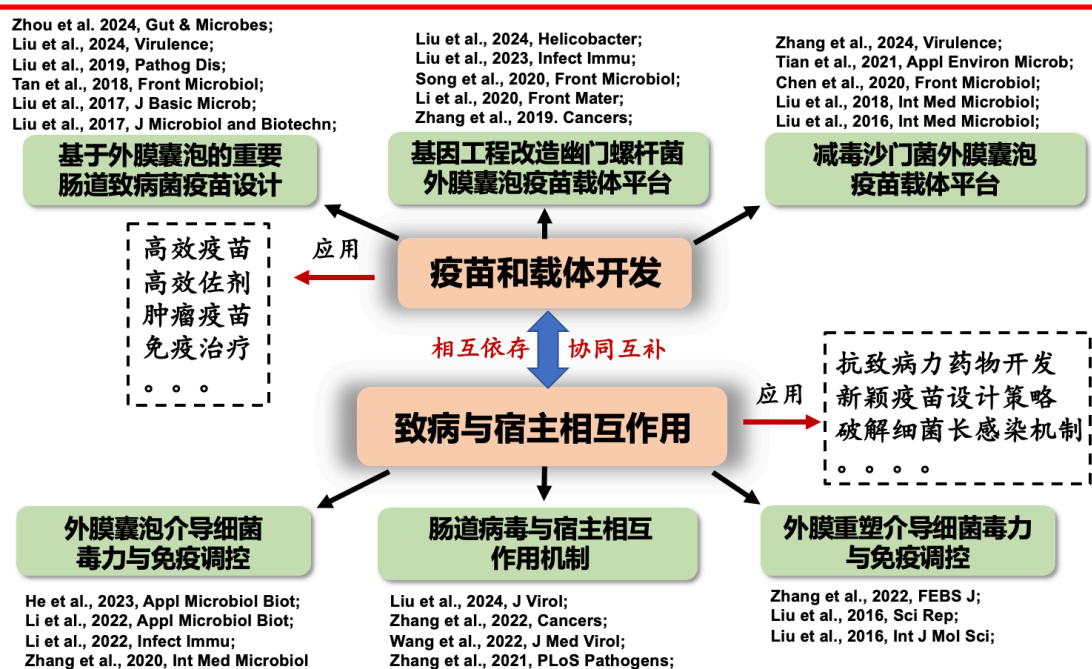 Zhou et al. 2024, Gut & Microbes;
Liu et al., 2024, Virulence;
Liu et al., 2019, Pathog Dis;
Tan et al., 2018, Front Microbiol;
Liu et al., 2017, J Basic Microb;
Liu et al., 2017, J Microbiol and Biotechn;
基于外膜囊泡的重要
肠道致病菌疫苗设计
Liu et al., 2024, Helicobacter;
Liu et al., 2023, Infect Immu;
Song et al., 2020, Front Microbiol;
Li et al., 2020, Front Mater;
Zhang et al., 2019. Cancers;
基因工程改造幽门螺杆菌
外膜囊泡疫苗载体平台
Zhang et al., 2024, Virulence;
Tian et al., 2021, Appl Environ Microb;
Chen et al., 2020, Front Microbiol;
Liu et al., 2018, Int Med Microbiol;
Liu et al., 2016, Int Med Microbiol;
减毒沙门菌外膜囊泡
疫苗载体平台
高效疫苗
高效佐剂
肿瘤疫苗
免疫治疗
。。。
应用
疫苗和载体开发
相互依存
协同互补
致病与宿主相互作用
应用
抗致病力药物开发
新颖疫苗设计策略
破解细菌长感染机制
。。。。
外膜囊泡介导细菌
毒力与免疫调控
He et al., 2023, Appl Microbiol Biot;
Li et al., 2022, Appl Microbiol Biot;
Li et al., 2022, Infect Immu;
Zhang et al., 2020, Int Med Microbiol
肠道病毒与宿主相互
作用机制
Liu et al., 2024, J Virol;
Zhang et al., 2022, Cancers;
Wang et al., 2022, J Med Virol;
Zhang et al., 2021, PLoS Pathogens;
外膜重塑介导细菌毒力
与免疫调控
Zhang et al., 2022, FEBS J;
Liu et al., 2016, Sci Rep;
Liu et al., 2016, Int J Mol Sci;